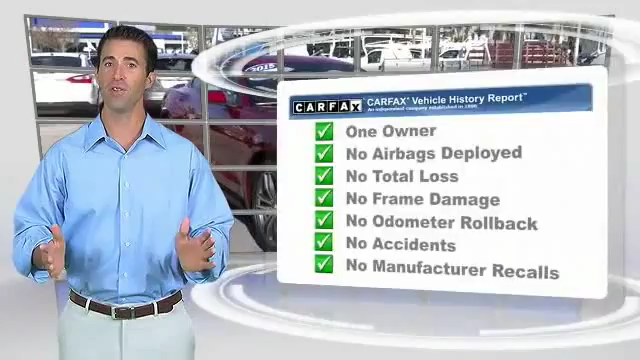 CARFAX CARFAX® Vehicle History Report™
An independent company established in 1986
One Owner
No Airbags Deployed
No Total Loss
No Frame Damage
No Odometer Rollback
No Accidents
No Manufacturer Recalls